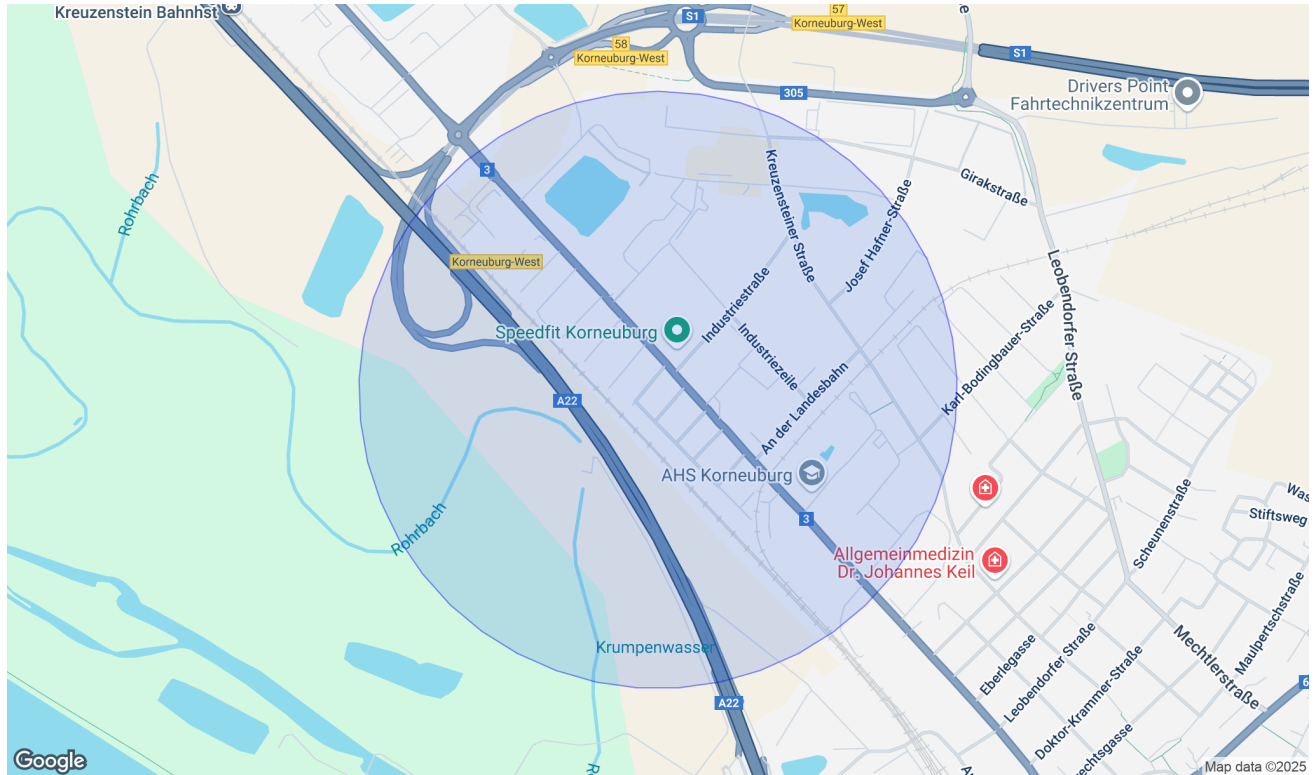 Kreuzenstein Bahnhst
S1
57
Korneuburg-West
58
Korneuburg-West
S1
305
Drivers Point
Fahrtechnikzentrum
3
Rohrbach
Kreuzensteiner Straße
Girakstraße
Josef Hafner-Straße
Korneuburg-West
Leobendorfer Straße
Speedfit Korneuburg
Industriestraße
Industriezeile
Karl-Bodingbauer-Straße
An der Landesbahn
A22
AHS Korneuburg
3
Rohrbach
Scheunenstraße
Stiftsweg
Allgemeinmedizin
Dr. Johannes Keil
Krumpenwasser
Eberlegasse
Leobendorfer Straße
Mechtlerstraße
Maulpertschstraße
Doktor-Krammer-Straße
A22
6
Google
Map data ©2025